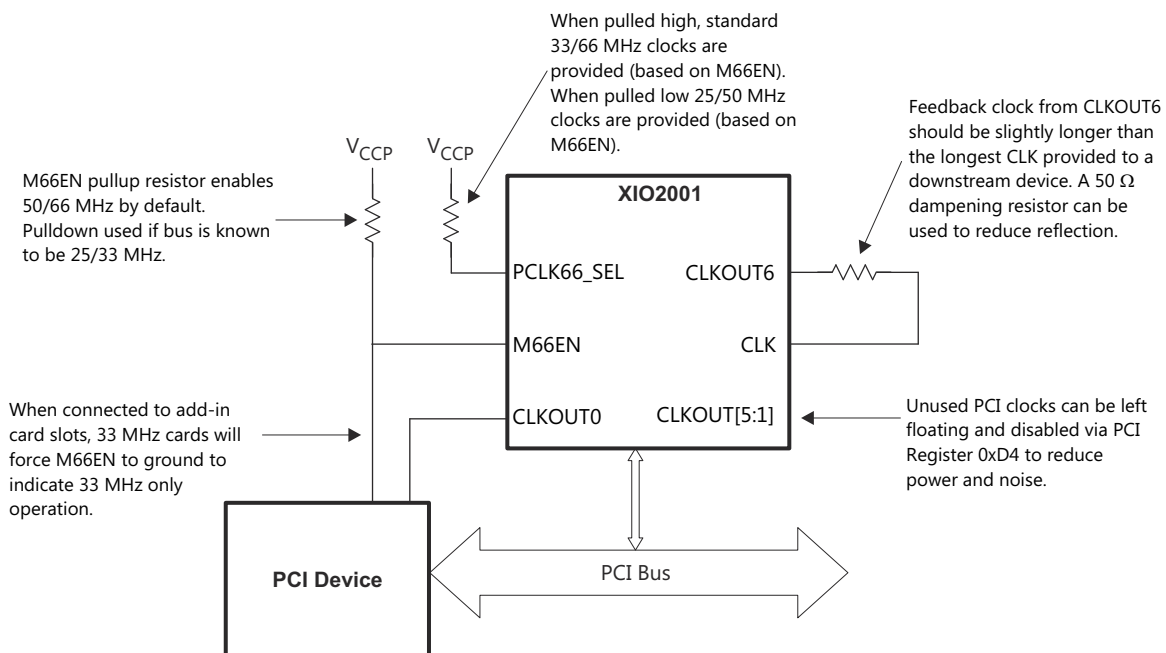 When pulled high, standard
33/66 MHz clocks are
provided (based on M66EN).
When pulled low 25/50 MHz
clocks are provided (based on
M66EN).
Feedback clock from CLKOUT6
should be slightly longer than
the longest CLK provided to a
downstream device. A 50 Ω
dampening resistor can be
used to reduce reflection.
VCCP
VCCP
M66EN pullup resistor enables
50/66 MHz by default.
Pulldown used if bus is known
to be 25/33 MHz.
XIO2001
PCLK66_SEL
CLKOUT6
M66EN
CLK
CLKOUT0
CLKOUT[5:1]
When connected to add-in
card slots, 33 MHz cards will
force M66EN to ground to
indicate 33 MHz only
operation.
Unused PCI clocks can be left
floating and disabled via PCI
Register 0xD4 to reduce
power and noise.
PCI Device
PCI Bus